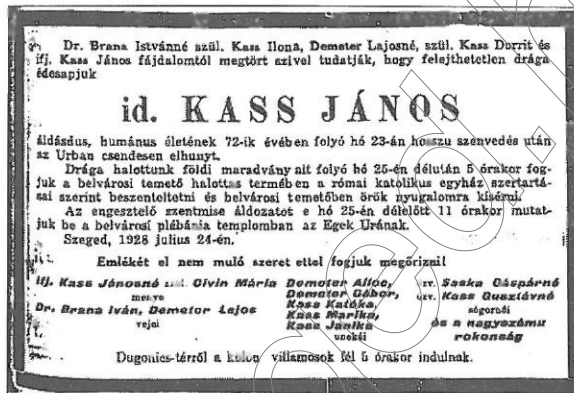 Dr. Brana Istvánné szül. Kass Ilona, Demeter Lajosné, szül. Kass Dorrit és
ifj. Kass János fájdalomtól megtört szivel tudatják, hogy felejthetetlen drága
édesapjuk
id. KASS JÁNOS
áldásdus, humánus életének 72-ik évében folyó hó 23-án hosszu szenvedés után
az Urban csendesen elhunyt.
Drága halottunk földi maradványait folyó hó 25-én délután 5 órakor fog-
juk a belvárosi temető halottas termében a római katolikus egyház szertartá-
sai szerint beszenteltetni és belvárosi temetőben örök nyugalomra kisérni.
Az engesztelő szentmise áldozatot e hó 25-én délelőtt 11 órakor mutat-
juk be a belvárosi plébánia templomban az Egek Urának.
Szeged, 1928 julius 24-én.
Emlékét el nem muló szeret ettel fogjuk megőrizni!
ifj. Kass Jánosné szül. Civin Mária
menye
Dr. Brana Iván, Demeter Lajos
vejei
Demeter Alice,
Demeter Gábor,
Kass Katóka,
Kass Marika,
Kass Janika
unokái
özv. Saska Gáspárné
özv. Kass Gusztávné
sógornői
és a nagyszámu
rokonság
Dugonics-térről a külön villamosok fél 5 órakor indulnak.